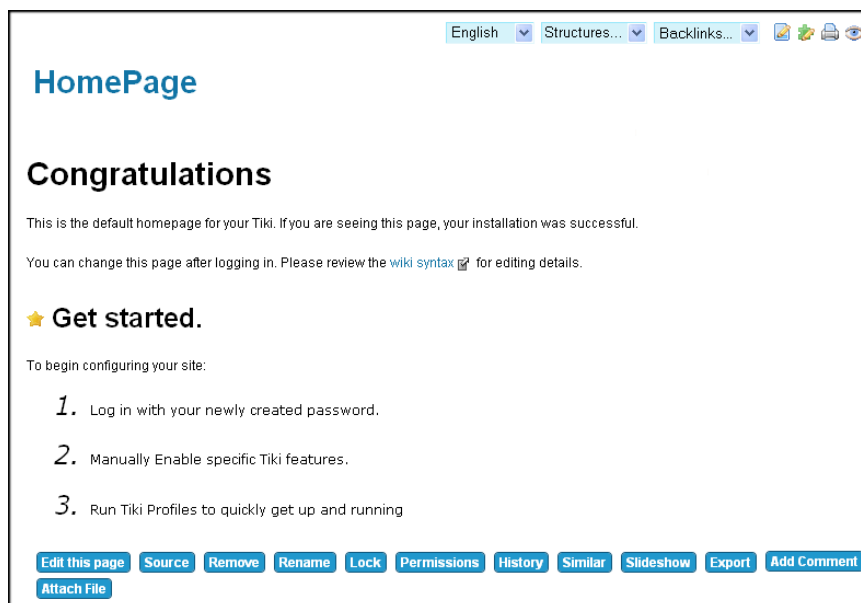 English Structures... Backlinks...
HomePage
Congratulations
This is the default homepage for your Tiki. If you are seeing this page, your installation was successful.
You can change this page after logging in. Please review the wiki syntax for editing details.
Get started.
To begin configuring your site:
1. Log in with your newly created password.
2. Manually Enable specific Tiki features.
3. Run Tiki Profiles to quickly get up and running
Edit this page Source Remove Rename Lock Permissions History Similar Slideshow Export Add Comment
Attach File